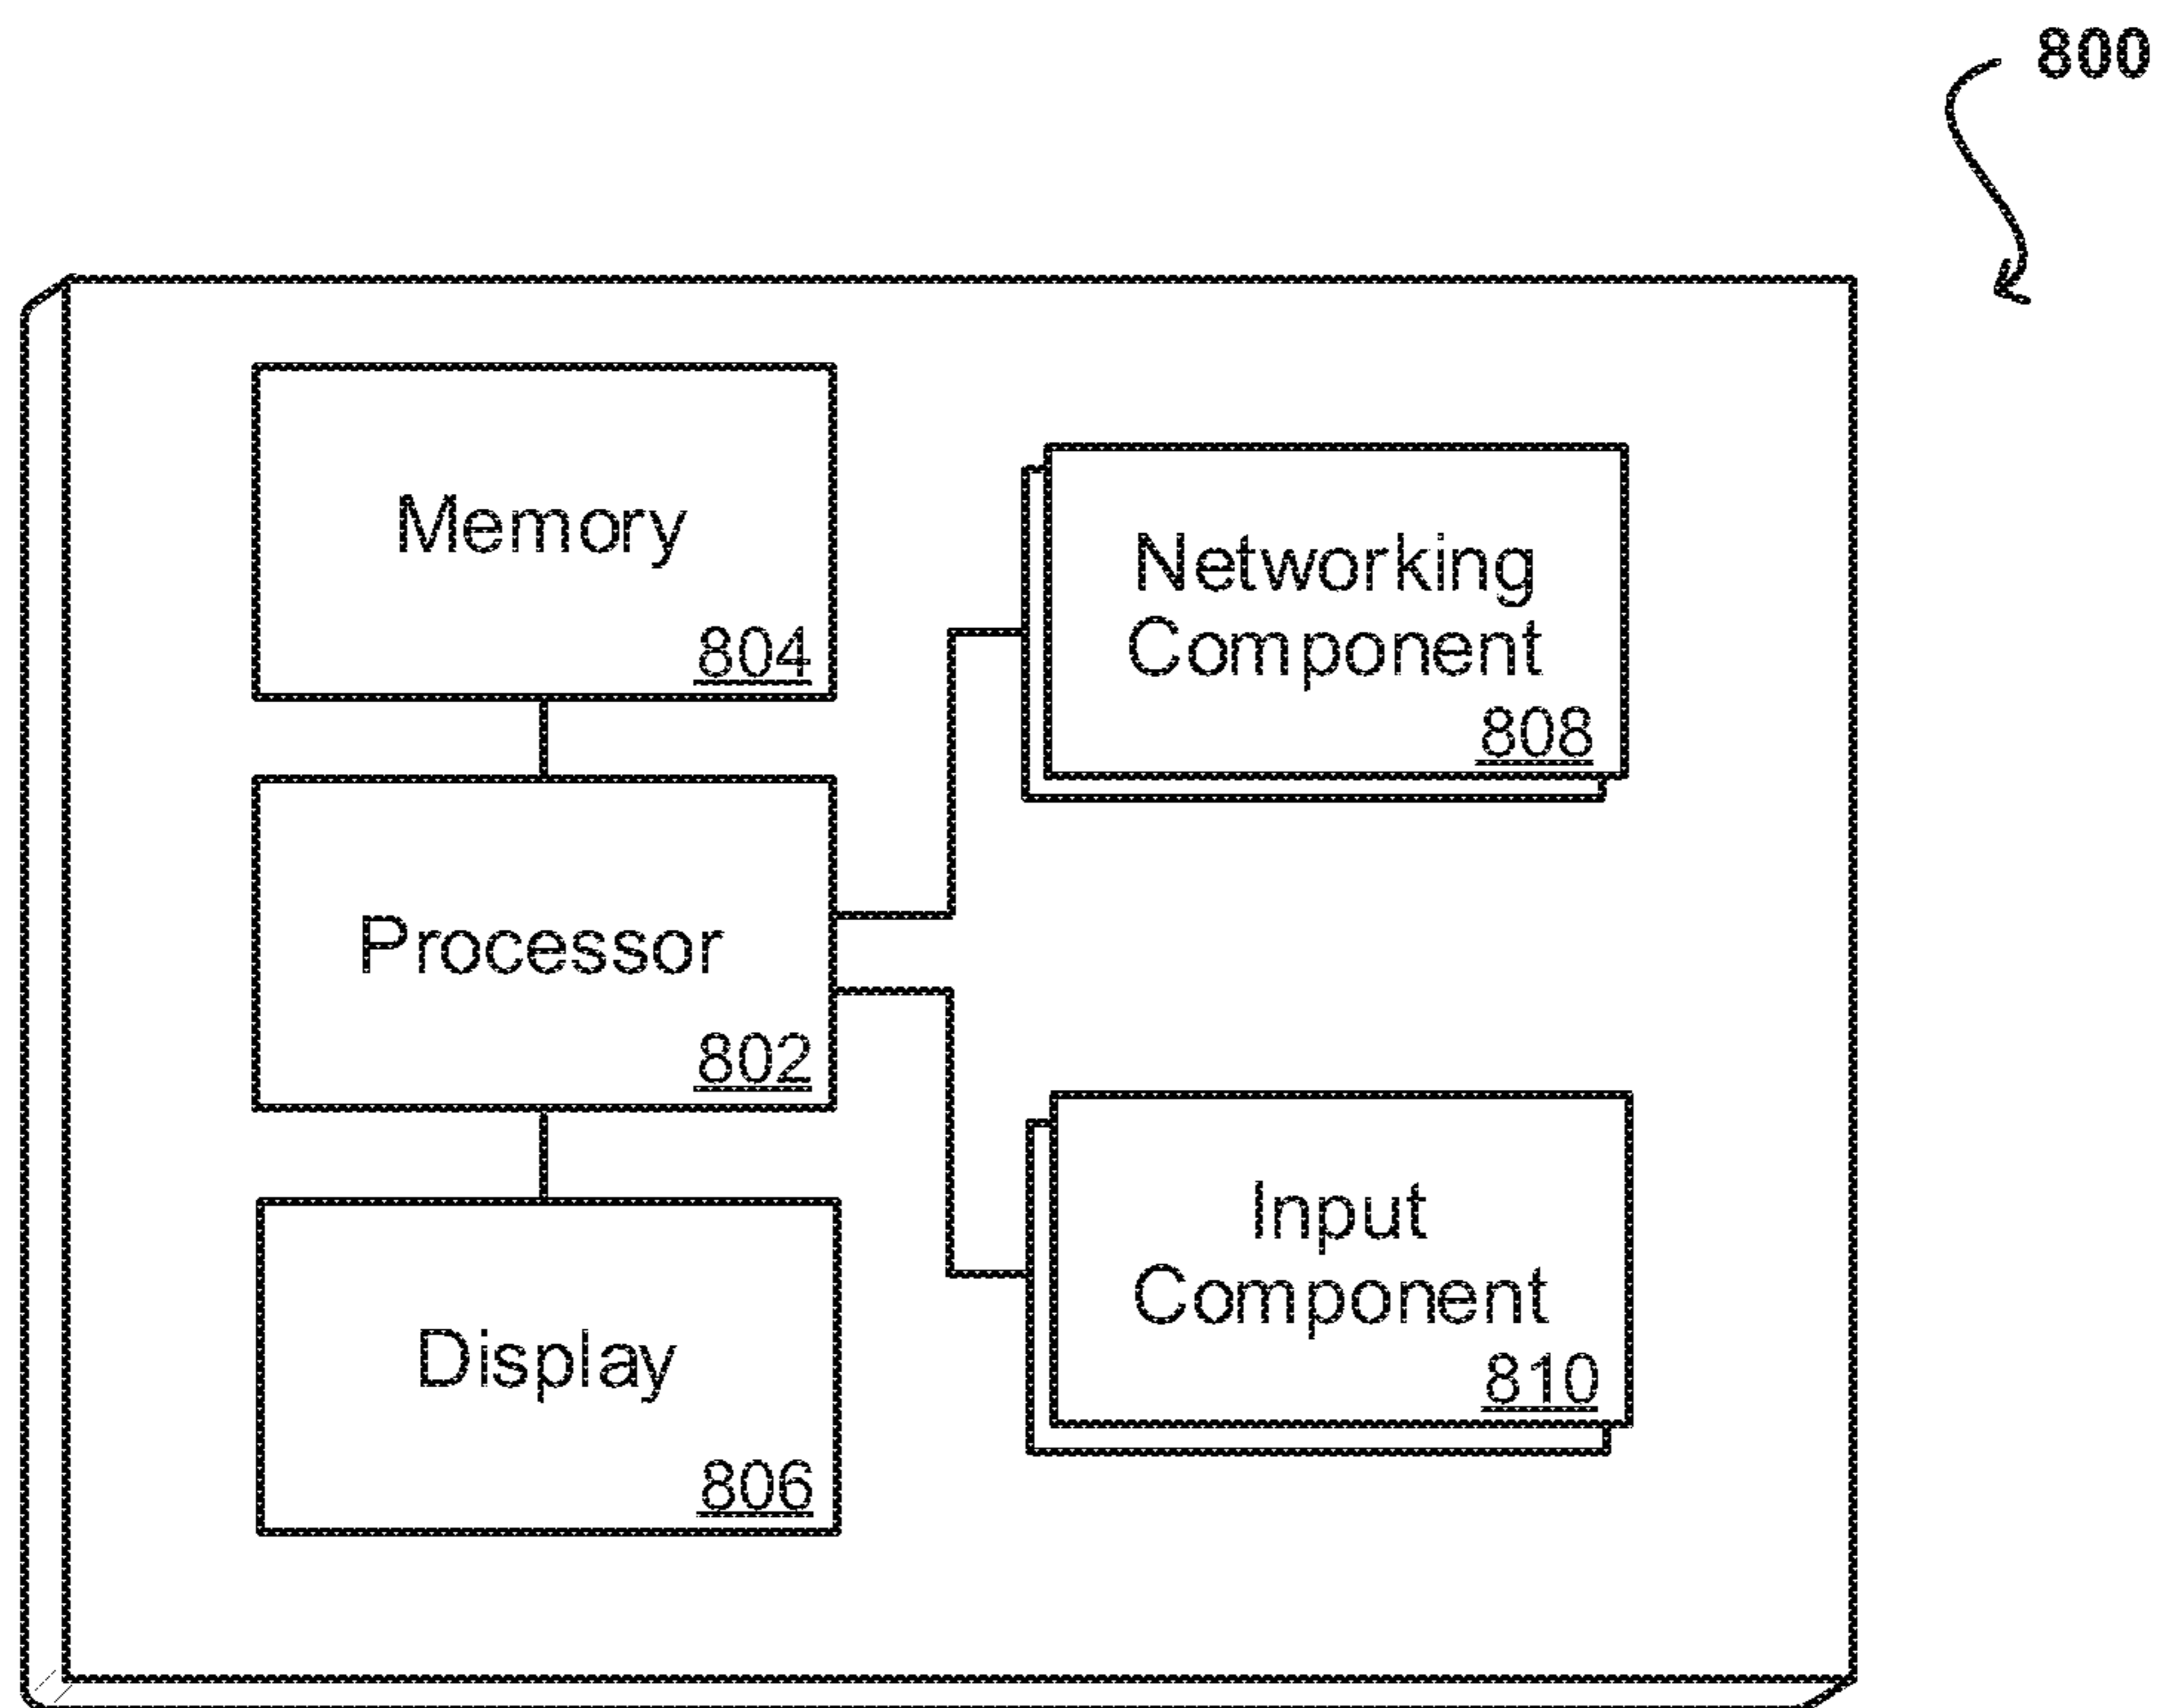 800
Memory
804
Networking
Component
808
Processor
802
Input
Component
810
Display
806